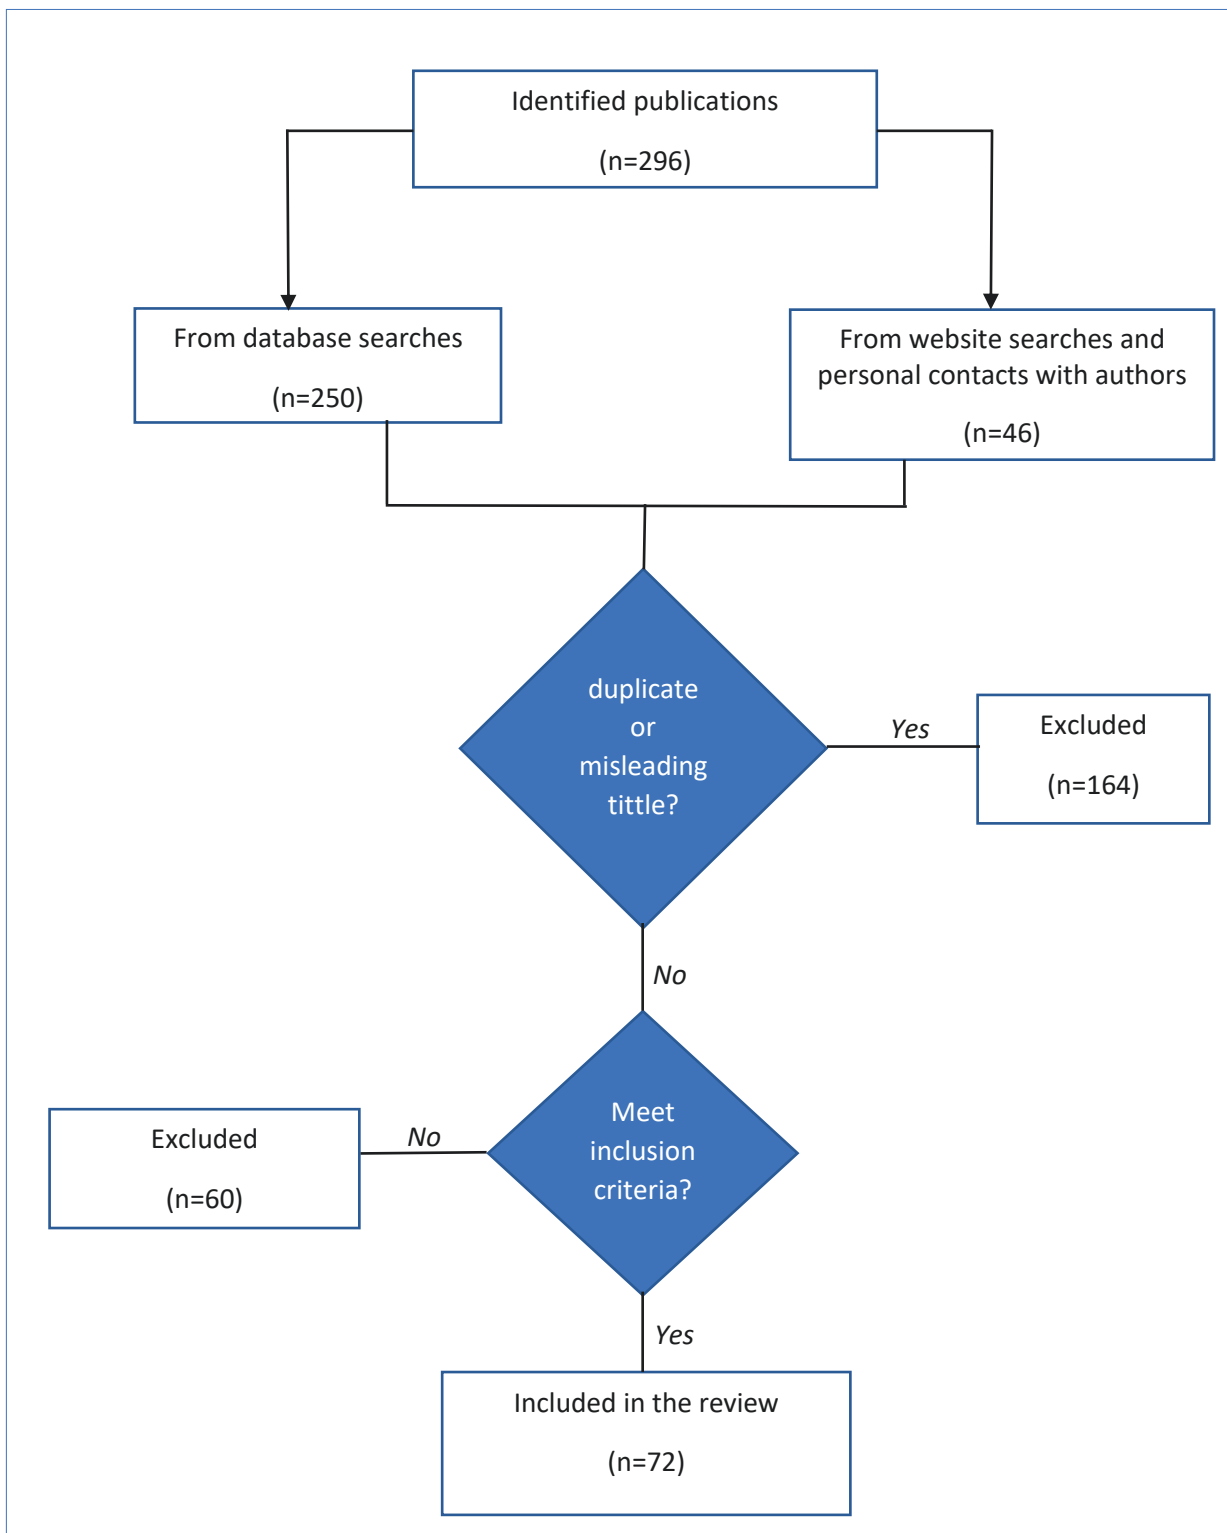 Identified publications
(n=296)
From database searches
(n=250)
From website searches and
personal contacts with authors
(n=46)
duplicate
or
misleading
tittle?
Yes
Excluded
(n=164)
No
Meet
inclusion
criteria?
No
Excluded
(n=60)
Yes
Included in the review
(n=72)